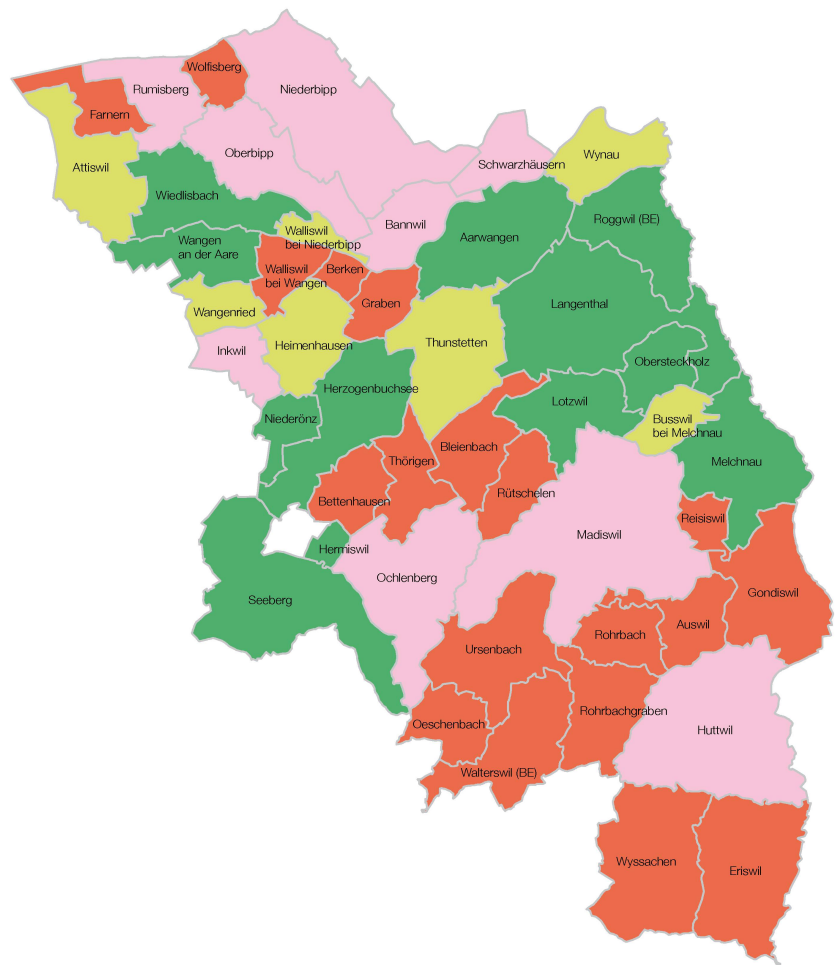 Wolfisberg
Rumisberg
Niederbipp
Farnern
Oberbipp
Wynau
Schwarzhäusern
Attiswil
Wiedlisbach
Roggwil (BE)
Bannwil
Walliswil
bei Niederbipp
Aarwangen
Wangen
an der Aare
Walliswil
bei Wangen
Berken
Graben
Langenthal
Wangenried
Thunstetten
Heimenhausen
Inkwil
Obersteckholz
Herzogenbuchsee
Lotzwil
Niederönz
Busswil
bei Melchnau
Bleienbach
Thörigen
Melchnau
Rütschelen
Bettenhausen
Reisiswil
Madiswil
Hermiswil
Ochlenberg
Gondiswil
Seeberg
Auswil
Rohrbach
Ursenbach
Rohrbachgraben
Oeschenbach
Huttwil
Walterswil (BE)
Wyssachen
Eriswil